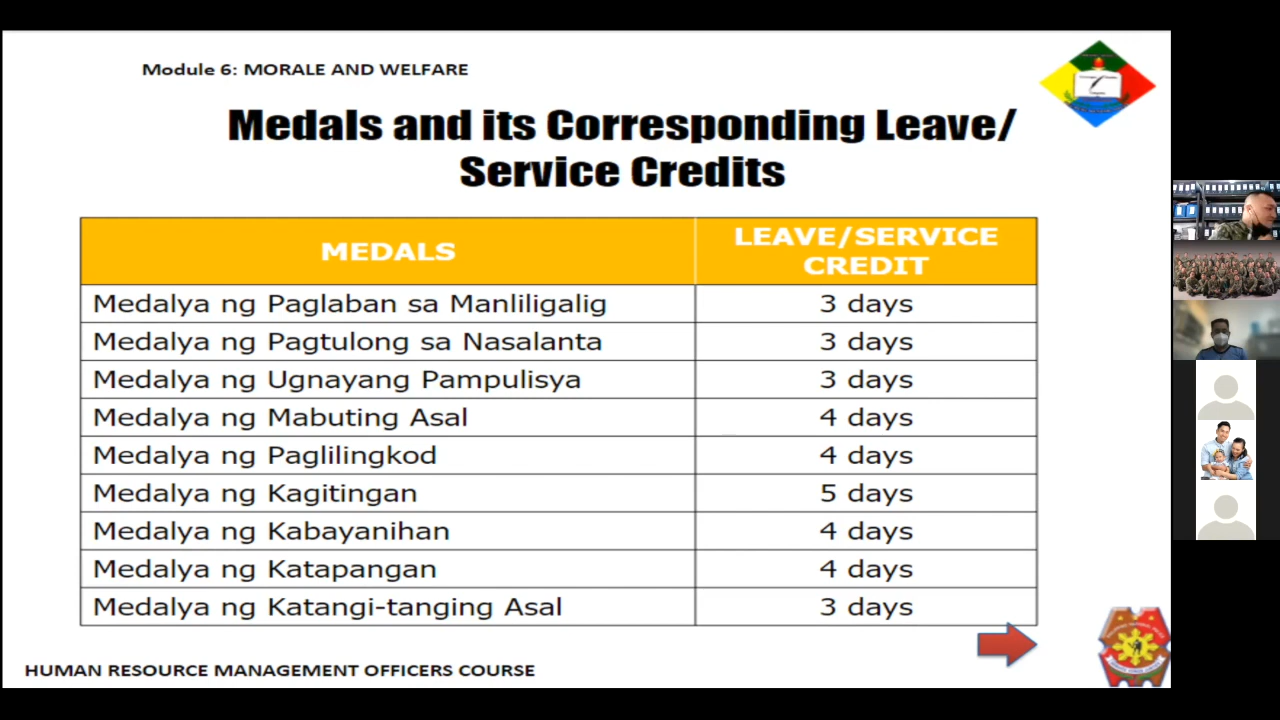 Module 6: MORALE AND WELFARE
Medals and its Corresponding Leave/
Service Credits
MEDALS
LEAVE/SERVICE
CREDIT
Medalya ng Paglaban sa Manliligalig 3 days
Medalya ng Pagtulong sa Nasalanta 3 days
Medalya ng Ugnayang Pampulisya 3 days
Medalya ng Mabuting Asal 4 days
Medalya ng Paglilingkod 4 days
Medalya ng Kagitingan 5 days
Medalya ng Kabayanihan 4 days
Medalya ng Katapangan 4 days
Medalya ng Katangi-tanging Asal 3 days
HUMAN RESOURCE MANAGEMENT OFFICERS COURSE